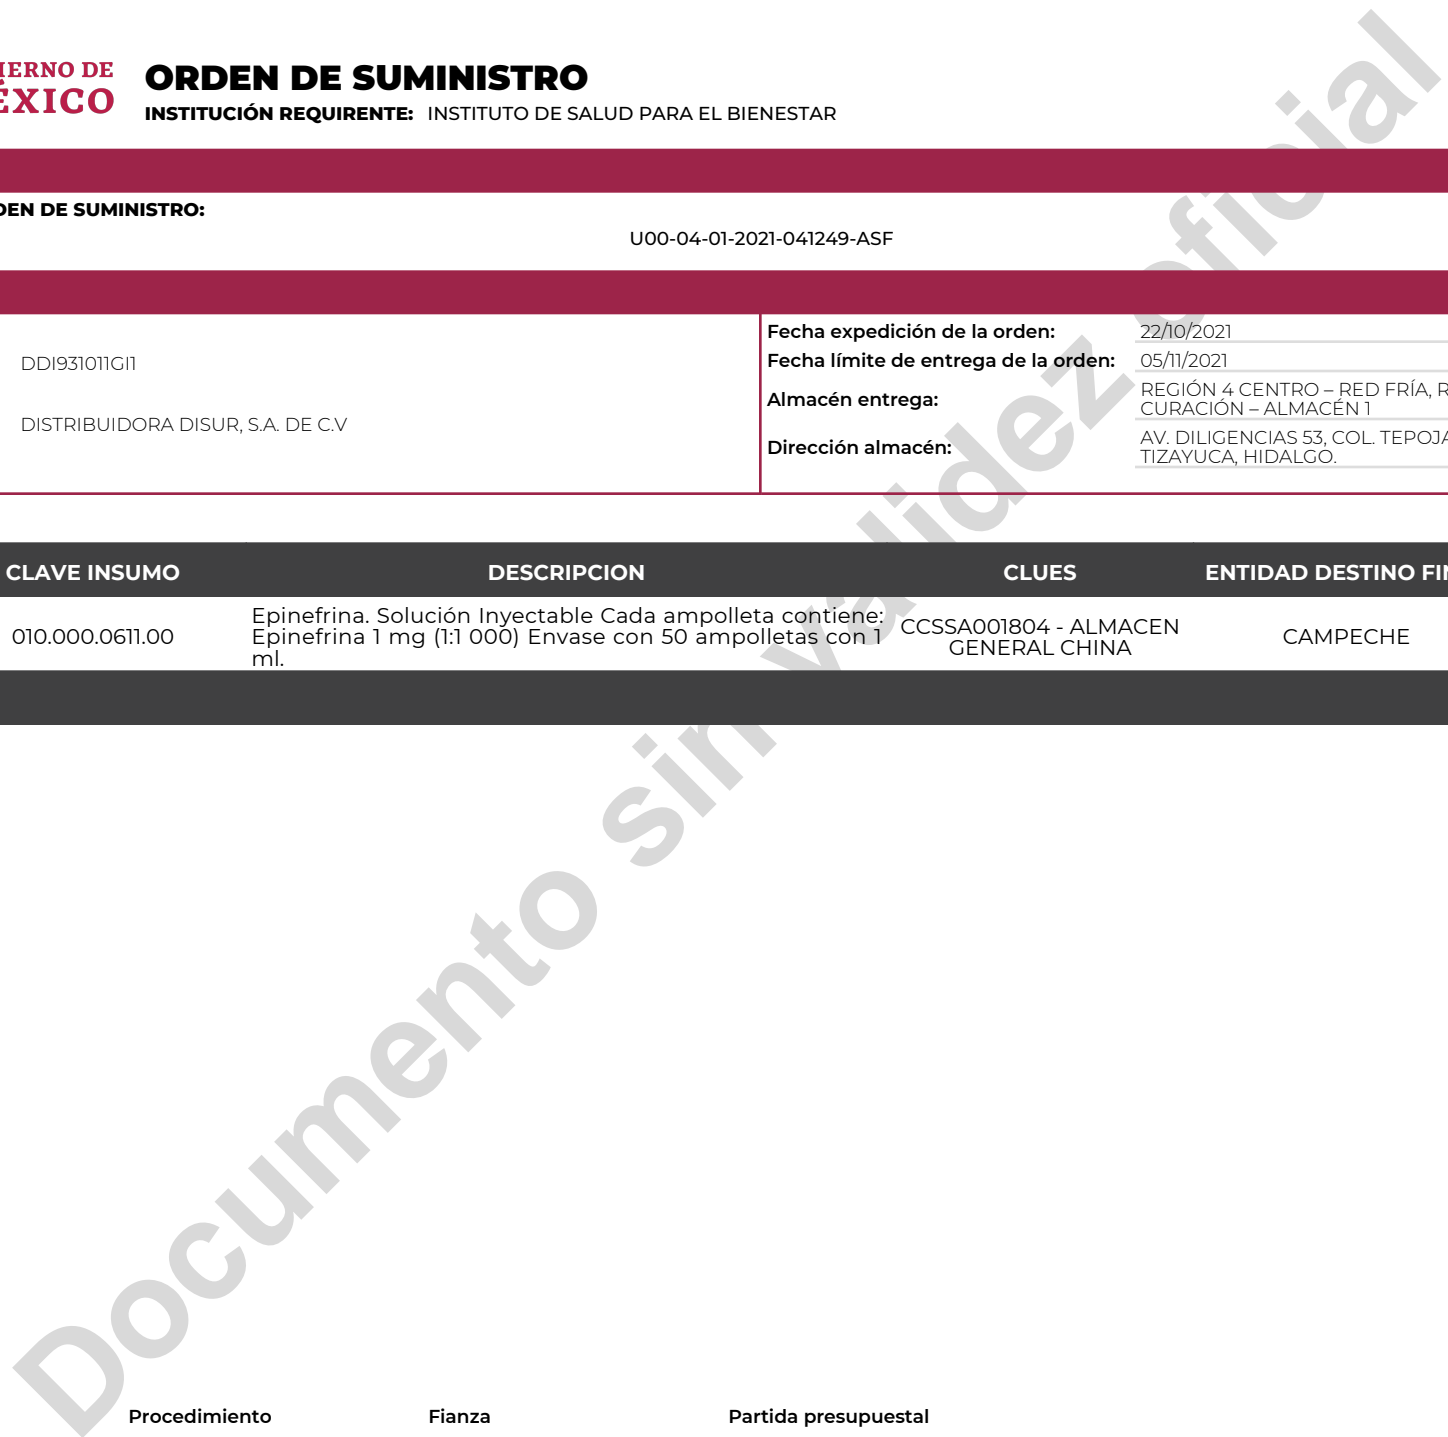 IERNO DE
ÉXICO
ORDEN DE SUMINISTRO
INSTITUCIÓN REQUIRENTE: INSTITUTO DE SALUD PARA EL BIENESTAR
DEN DE SUMINISTRO:
U00-04-01-2021-041249-ASF
DDI931011GI1
DISTRIBUIDORA DISUR, S.A. DE C.V
Fecha expedición de la orden: 22/10/2021
Fecha límite de entrega de la orden: 05/11/2021
Almacén entrega: REGIÓN 4 CENTRO – RED FRÍA, R
CURACIÓN – ALMACÉN 1
Dirección almacén: AV. DILIGENCIAS 53, COL. TEPOJA
TIZAYUCA, HIDALGO.
CLAVE INSUMO DESCRIPCION CLUES ENTIDAD DESTINO FIN
010.000.0611.00
Epinefrina. Solución Inyectable Cada ampolleta contiene:
Epinefrina 1 mg (1:1 000) Envase con 50 ampolletas con 1
ml.
CCSSA001804 - ALMACEN
GENERAL CHINA
CAMPECHE
Documento sin validez oficial
Procedimiento Fianza Partida presupuestal